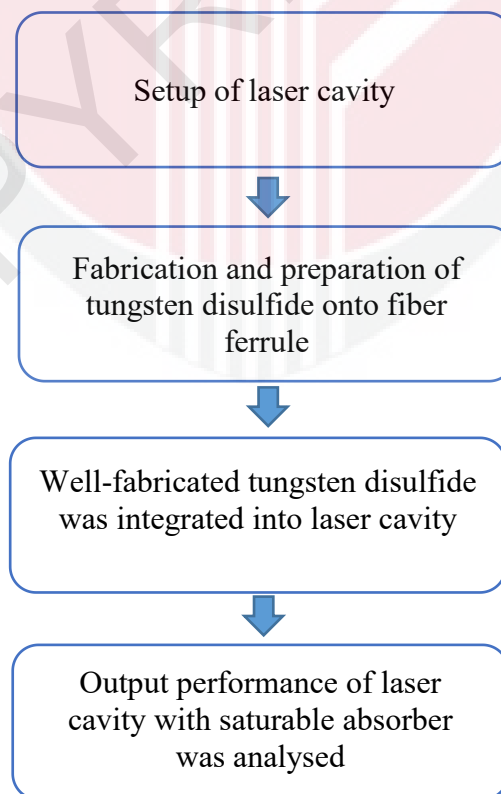 Setup of laser cavity
Fabrication and preparation of
tungsten disulfide onto fiber
ferrule
Well-fabricated tungsten disulfide
was integrated into laser cavity
Output performance of laser
cavity with saturable absorber
was analysed